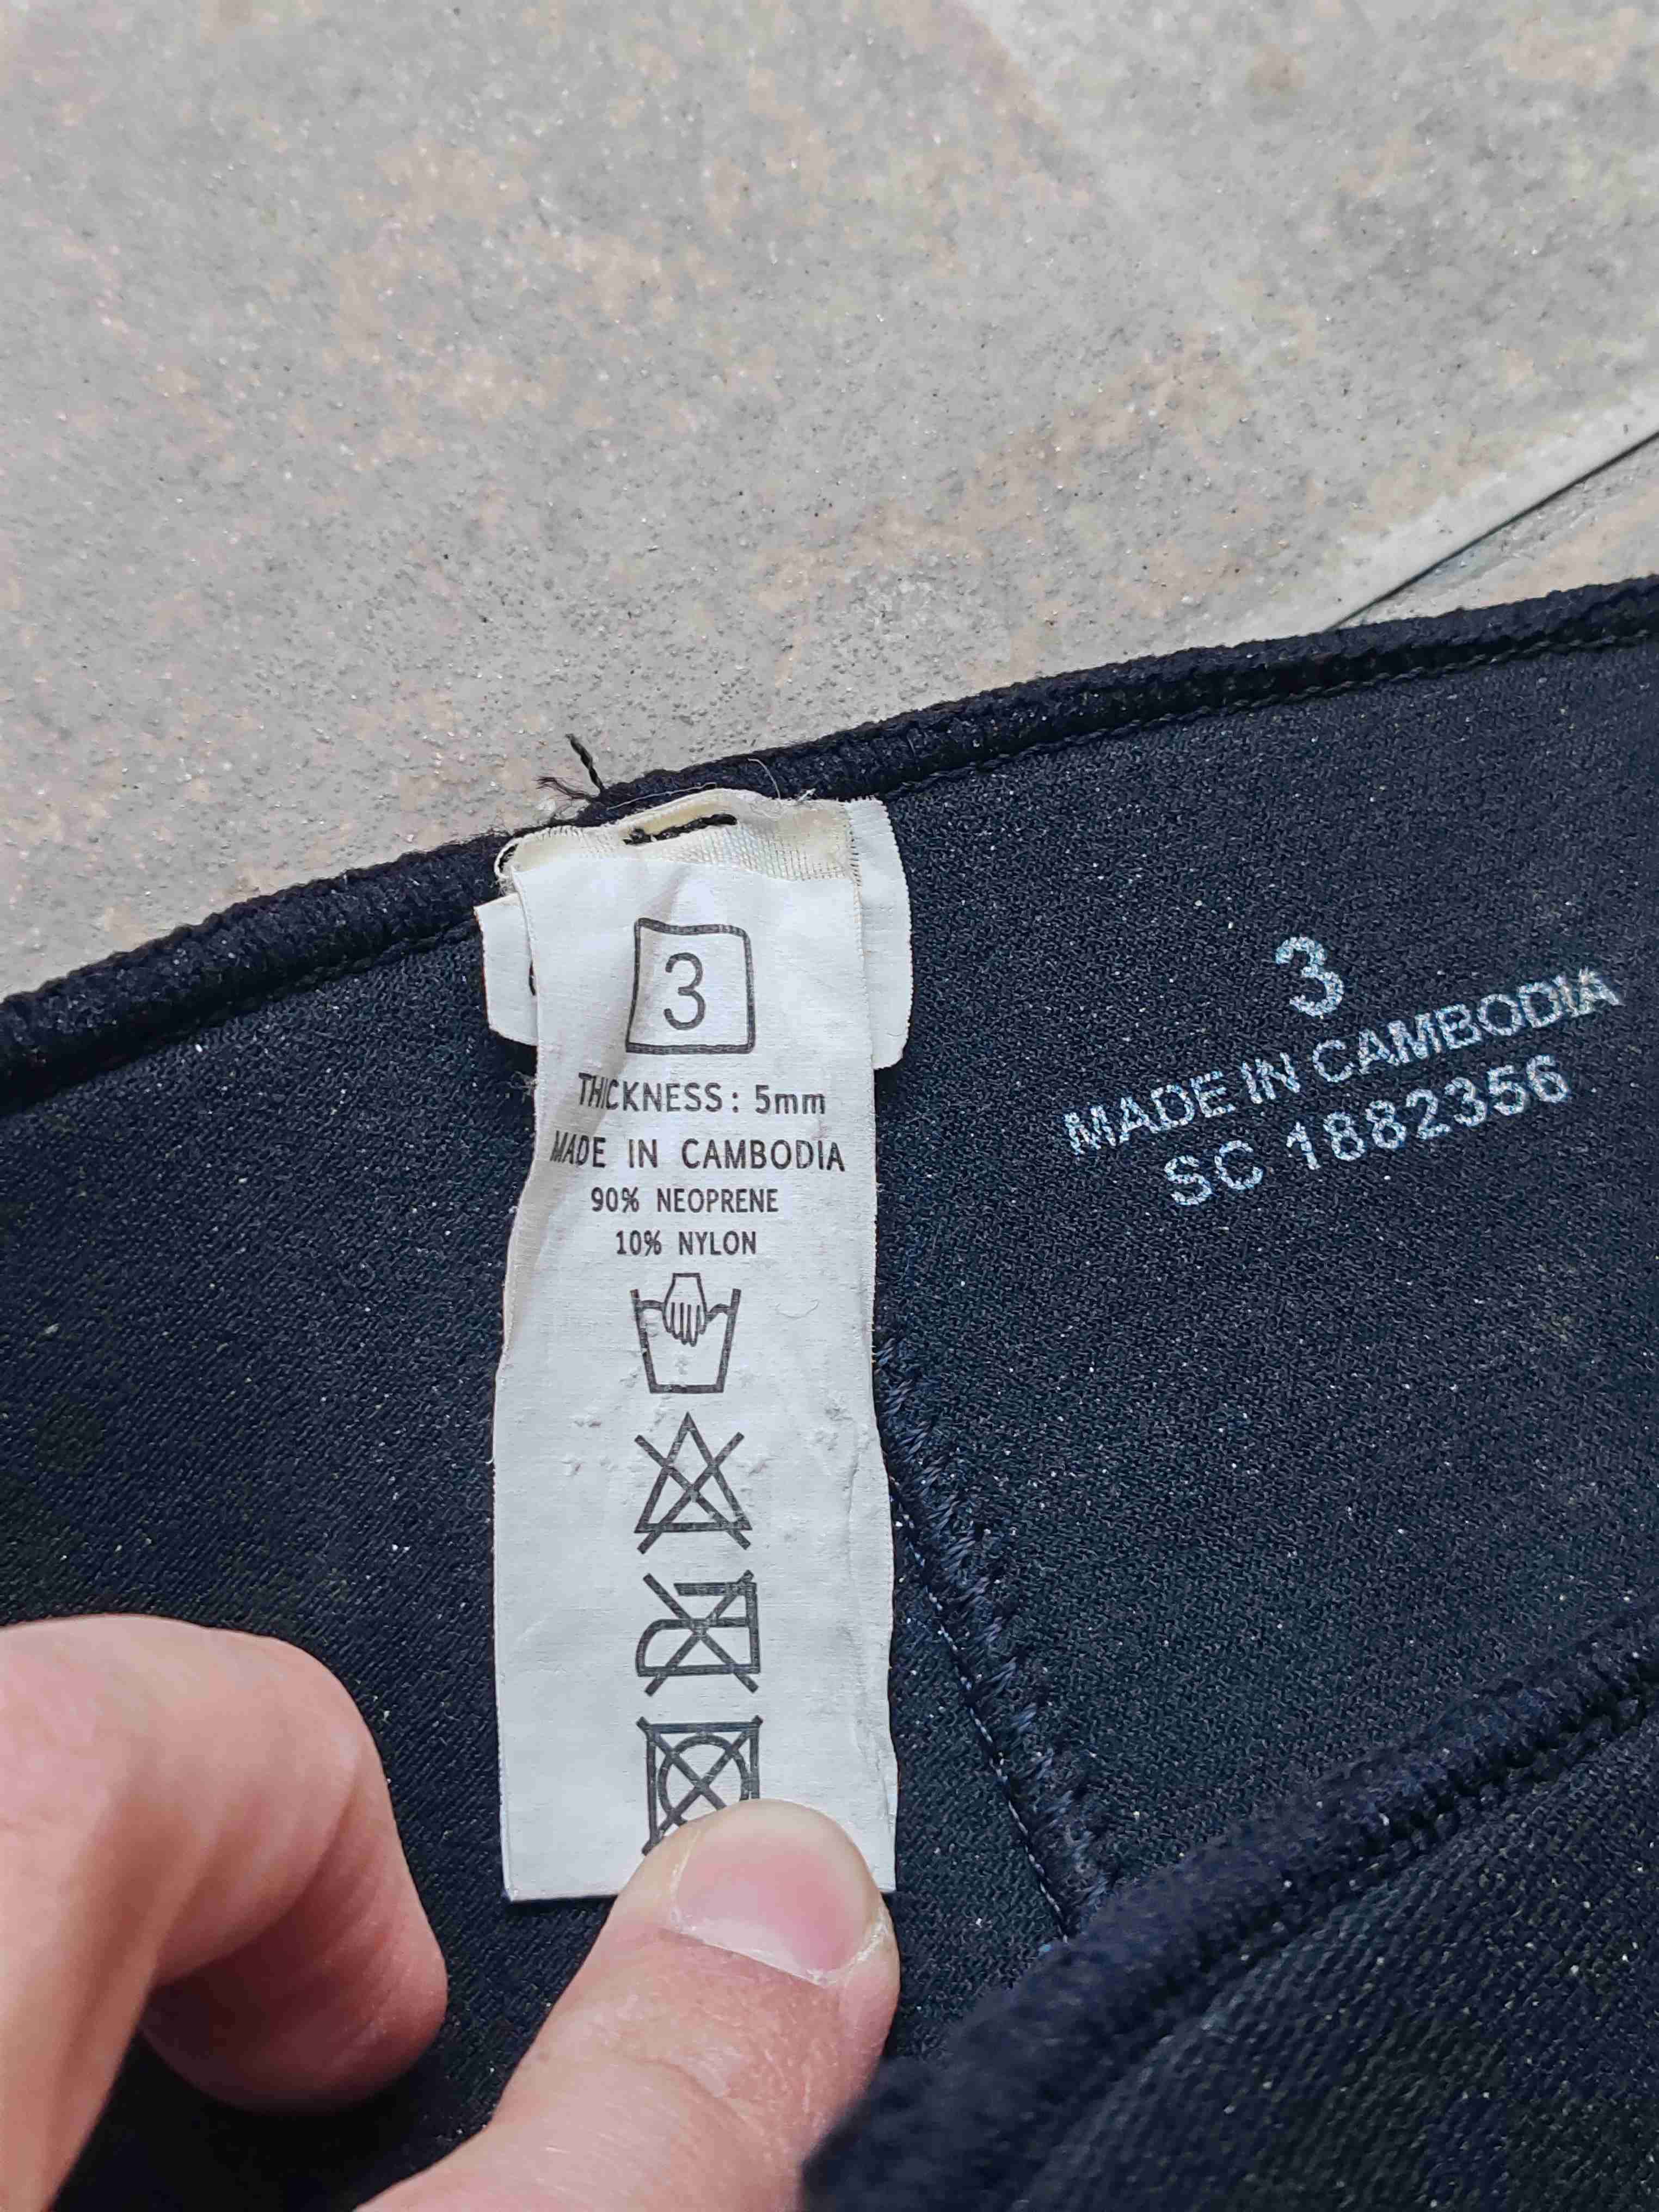 3
THICKNESS: 5mm
MADE IN CAMBODIA
90% NEOPRENE
10% NYLON
3
MADE IN CAMBODIA
SC 1882356